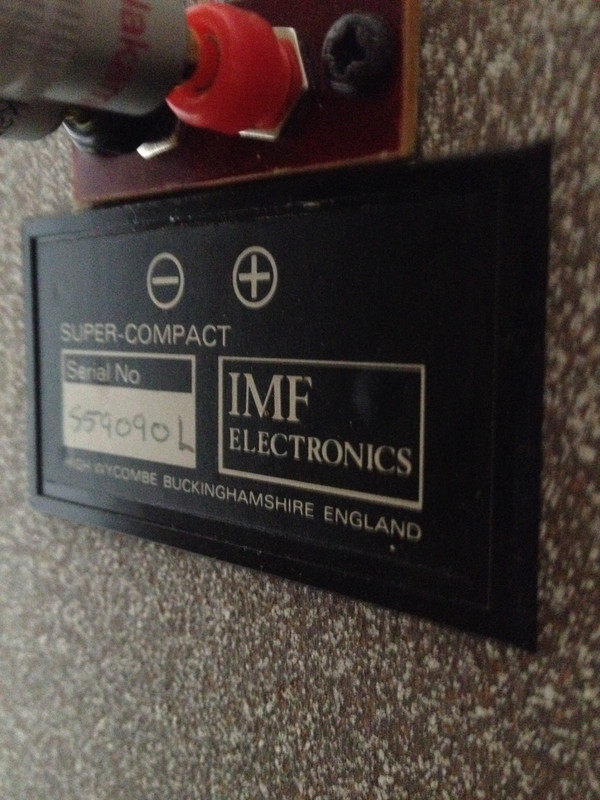 SUPER-COMPACT
Serial No
S59090L
IMF
ELECTRONICS
HIGH WYCOMBE BUCKINGHAMSHIRE ENGLAND